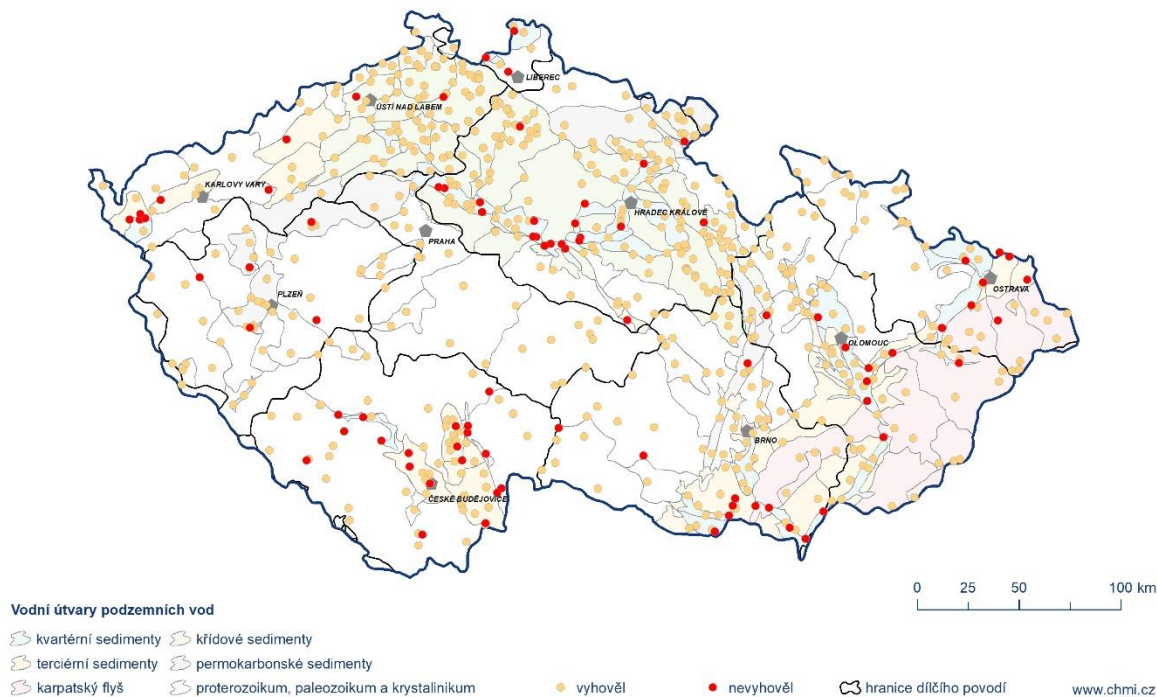 LIBEREC
ÚSTÍ NAD LABEM
KARLOVY VARY
HRADEC KRÁLOVÉ
PRAHA
OSTRAVA
PLZEŇ
OLOMOUC
BRNO
ČESKÉ BUDĚJOVICE
0 25 50 100 km
Vodní útvary podzemních vod
kvartérní sedimenty křídové sedimenty
terciérní sedimenty permokarbonské sedimenty
karpatský flyš proterozoikum, paleozoikum a krystalinikum vyhověl nevyhověl hranice dílčího povodí www.chmi.cz